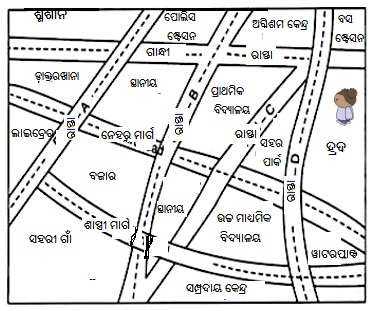 ଶ୍ମଶାନ
ପୋଲିସ
ଷ୍ଟେସନ
ଅଗ୍ନିଶମ କେନ୍ଦ୍ର
ବସ
ଷ୍ଟେସନ
ଗାନ୍ଧୀ
ରାସ୍ତା
ଡାକ୍ତରଖାନା
ସ୍ଥାନୀୟ
ପ୍ରାଥମିକ
ବିଦ୍ୟାଳୟ
ରାସ୍ତା A
ରାସ୍ତା B
ରାସ୍ତା C
ଲାଇବ୍ରେରୀ
ନେହରୁ ମାର୍ଗ
ସହର
ପାର୍କ
ହ୍ରଦ
ରାସ୍ତା D
ବଜାର
ସ୍ଥାନୀୟ
ଶାସ୍ତ୍ରୀ ମାର୍ଗ
ଉଚ୍ଚ ମାଧ୍ୟମିକ
ବିଦ୍ୟାଳୟ
ସହରୀ ଗାଁ
ୱାଟରପାର୍କ
ସମ୍ପ୍ରଦାୟ କେନ୍ଦ୍ର